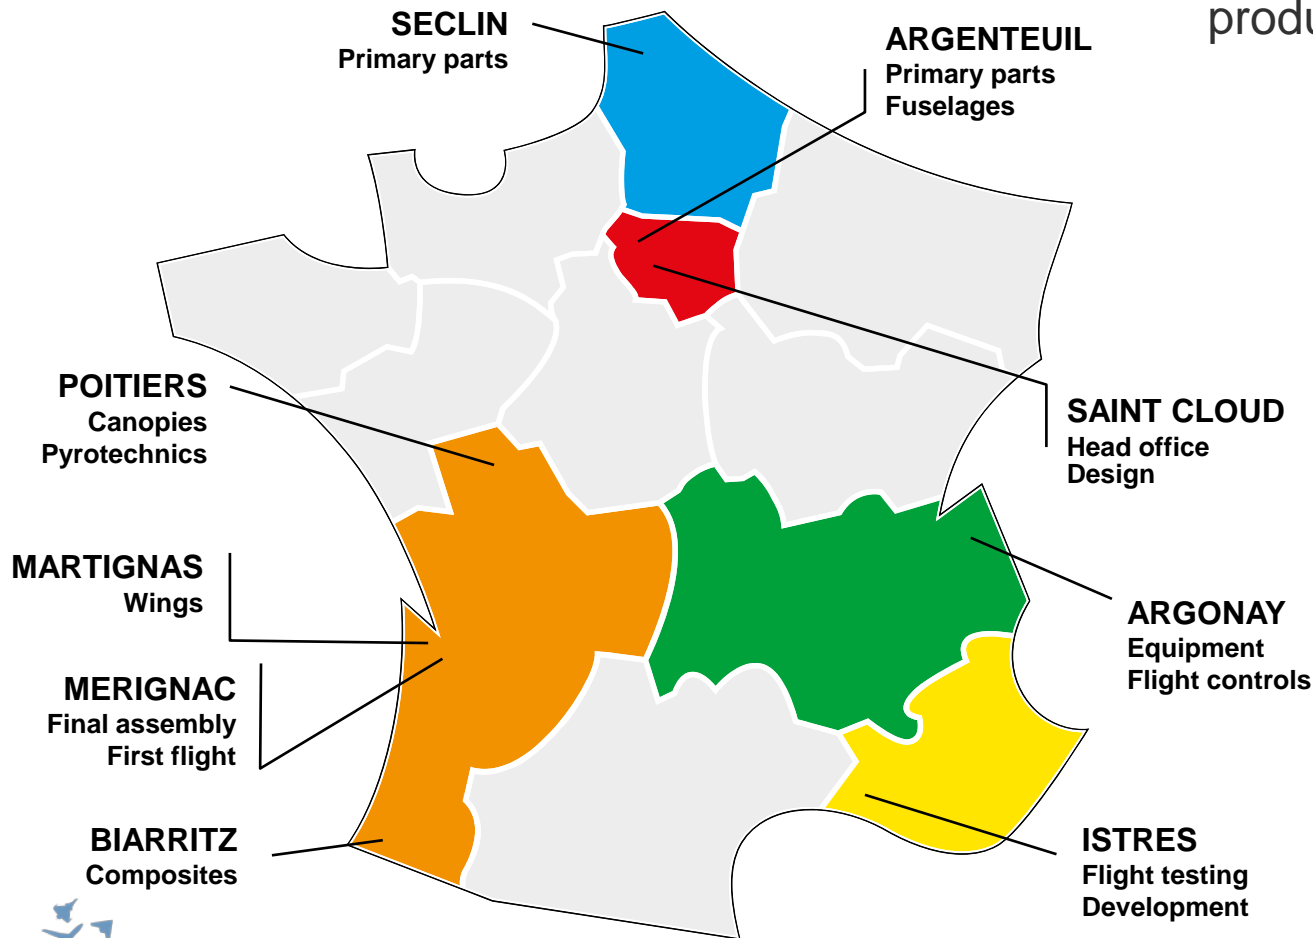 produ
SECLIN
Primary parts
ARGENTEUIL
Primary parts
Fuselages
POITIERS
Canopies
Pyrotechnics
SAINT CLOUD
Head office
Design
MARTIGNAS
Wings
ARGONAY
Equipment
Flight controls
MERIGNAC
Final assembly
First flight
BIARRITZ
Composites
ISTRES
Flight testing
Development